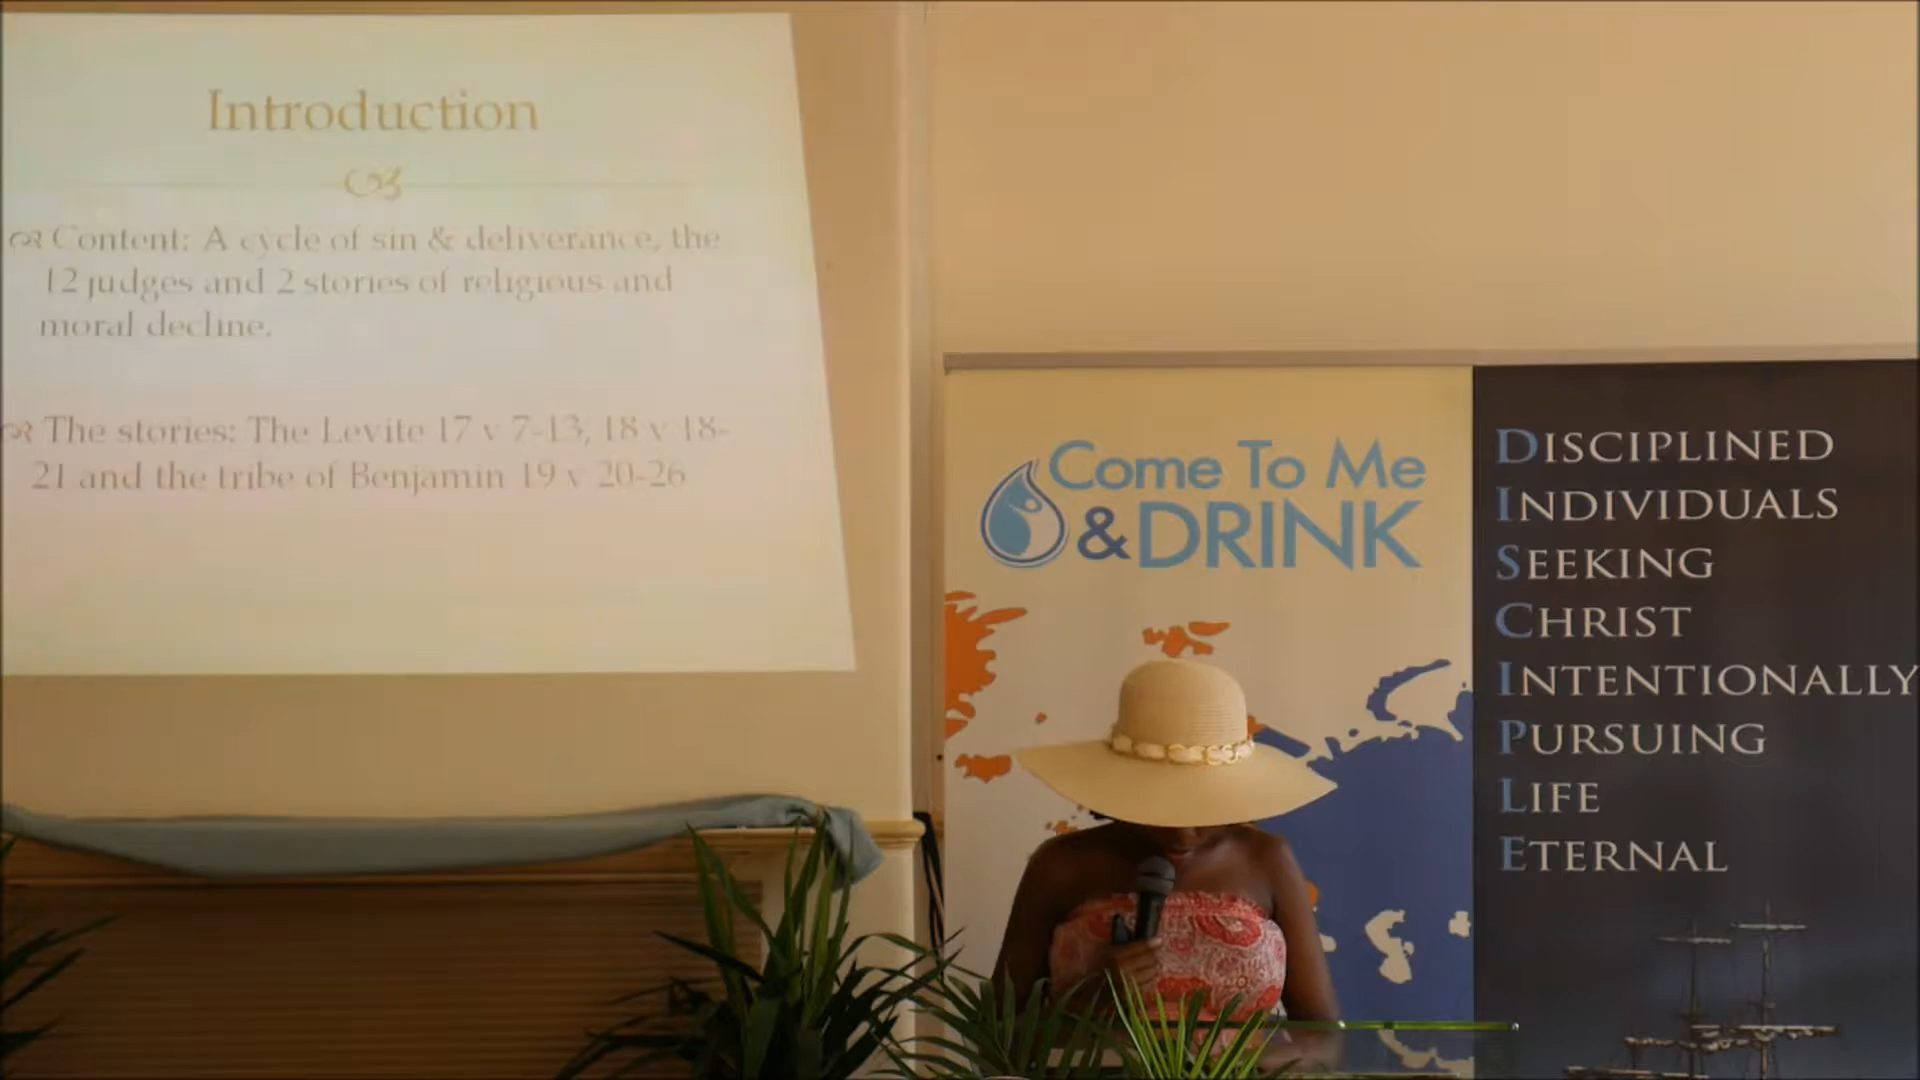 Introduction
Content: A cycle of sin & deliverance, the
12 judges and 2 stories of religious and
moral decline.
The stories: The Levite 17 v 7-13, 18 v 18-
21 and the tribe of Benjamin 19 v 20-26
Come To Me
& DRINK
DISCIPLINED
INDIVIDUALS
SEEKING
CHRIST
INTENTIONALLY
PURSUING
LIFE
ETERNAL